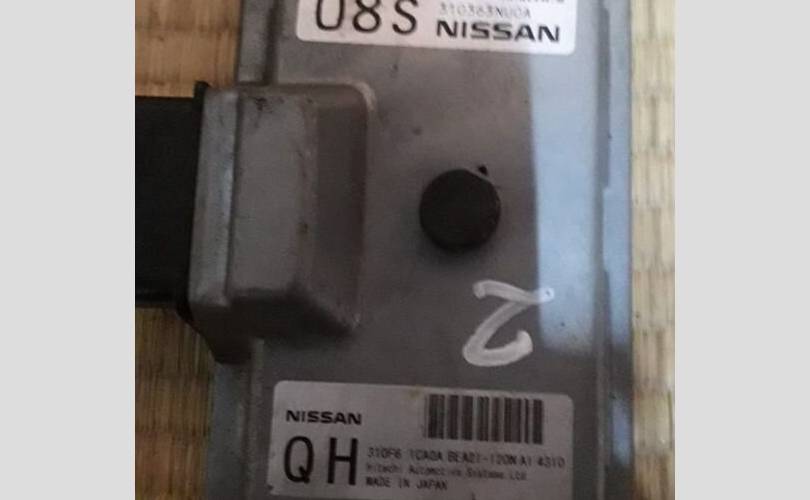 08S
310363NU0A
NISSAN
2
NISSAN
QH
310F6 1CA0A BEA01-120N A1 4310
Hitachi Automotive Systems Ltd.
MADE IN JAPAN